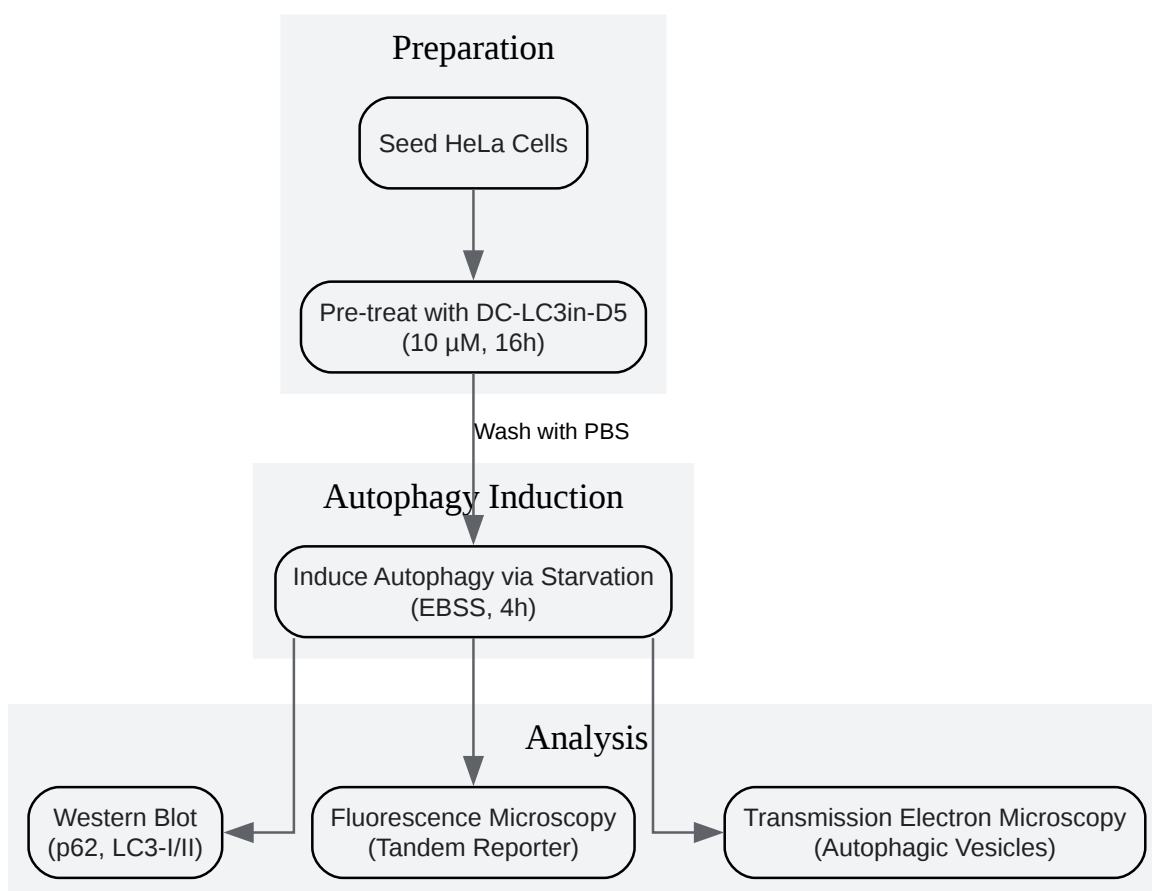 Preparation
Seed HeLa Cells
Pre-treat with DC-LC3in-D5
(10 µM, 16h)
Wash with PBS
Autophagy Induction
Induce Autophagy via Starvation
(EBSS, 4h)
Analysis
Western Blot
(p62, LC3-I/II)
Fluorescence Microscopy
(Tandem Reporter)
Transmission Electron Microscopy
(Autophagic Vesicles)